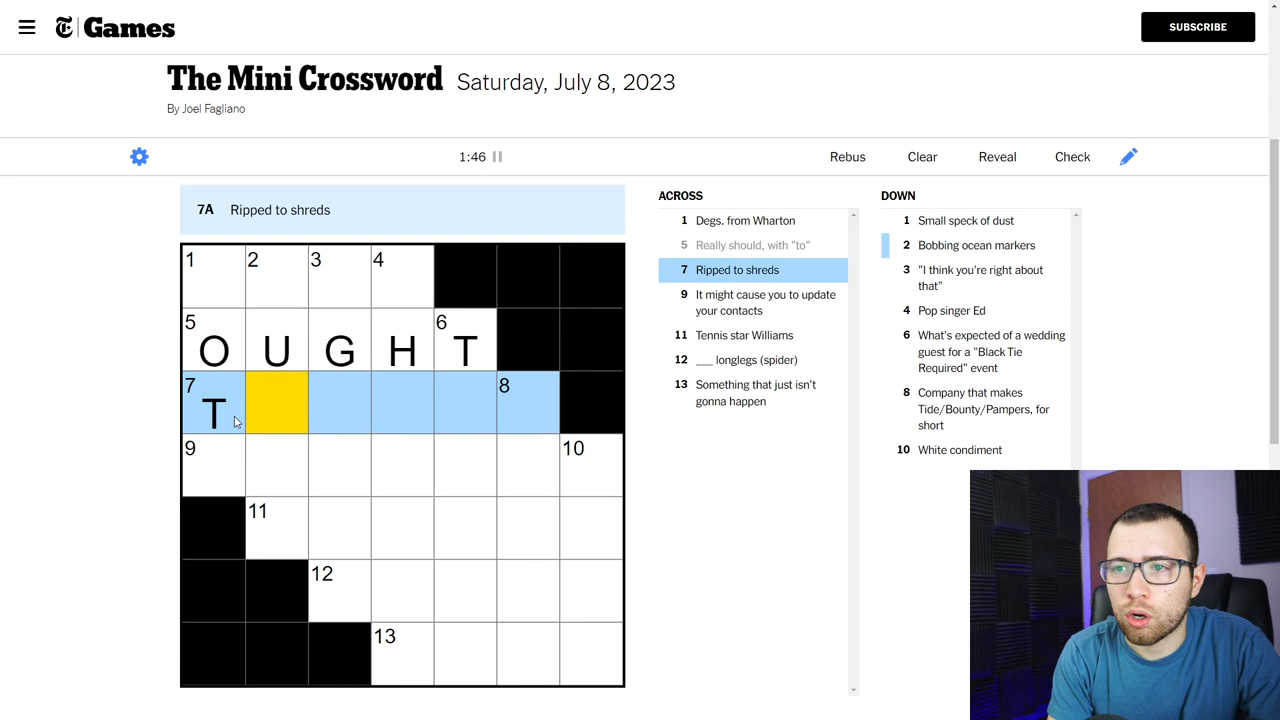 Games
SUBSCRIBE
The Mini Crossword Saturday, July 8, 2023
By Joel Fagliano
1:46
Rebus Clear Reveal Check
7A Ripped to shreds
1 2 3 4
5 6
O U G H T
7 8
T
9 10
11
12
13
ACROSS
1 Degs. from Wharton
5 Really should, with "to"
7 Ripped to shreds
9 It might cause you to update
your contacts
11 Tennis star Williams
12 ___ longlegs (spider)
13 Something that just isn't
gonna happen
DOWN
1 Small speck of dust
2 Bobbing ocean markers
3 "I think you're right about
that"
4 Pop singer Ed
6 What's expected of a wedding
guest for a "Black Tie
Required" event
8 Company that makes
Tide/Bounty/Pampers, for
short
10 White condiment